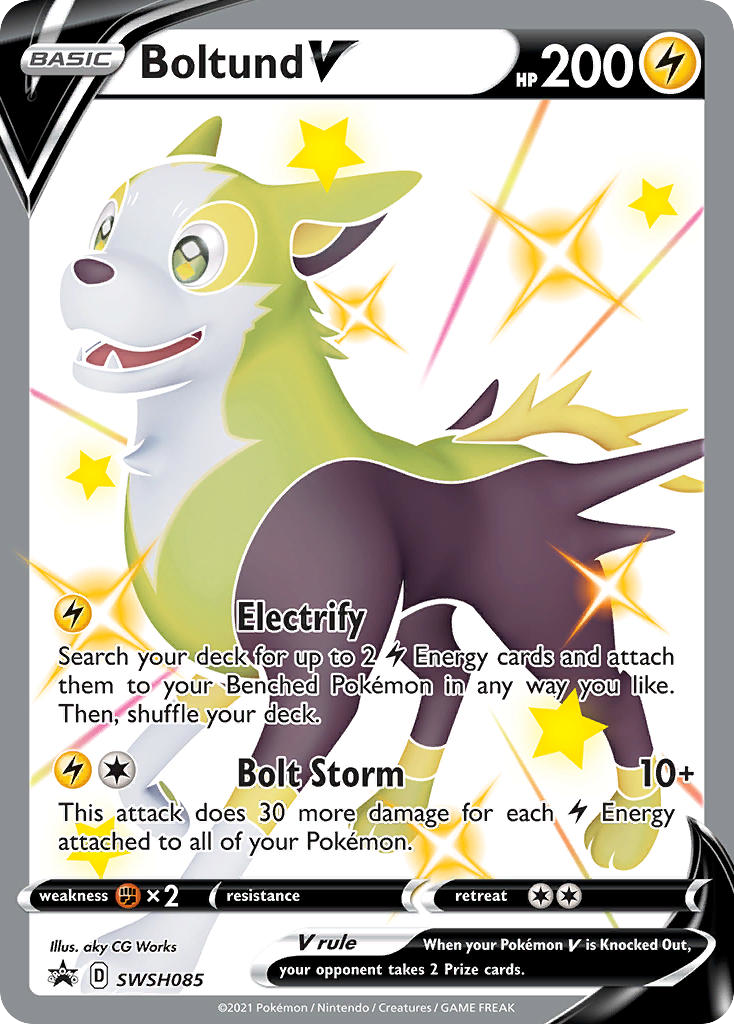 BASIC
Boltund V
HP 200
Electrify
Search your deck for up to 2 Energy cards and attach
them to your Benched Pokémon in any way you like.
Then, shuffle your deck.
Bolt Storm 10+
This attack does 30 more damage for each Energy
attached to all of your Pokémon.
weakness ×2 resistance retreat
Illus. aky CG Works
V rule
When your Pokémon V is Knocked Out,
your opponent takes 2 Prize cards.
PROMO D SWSH085
©2021 Pokémon / Nintendo / Creatures / GAME FREAK